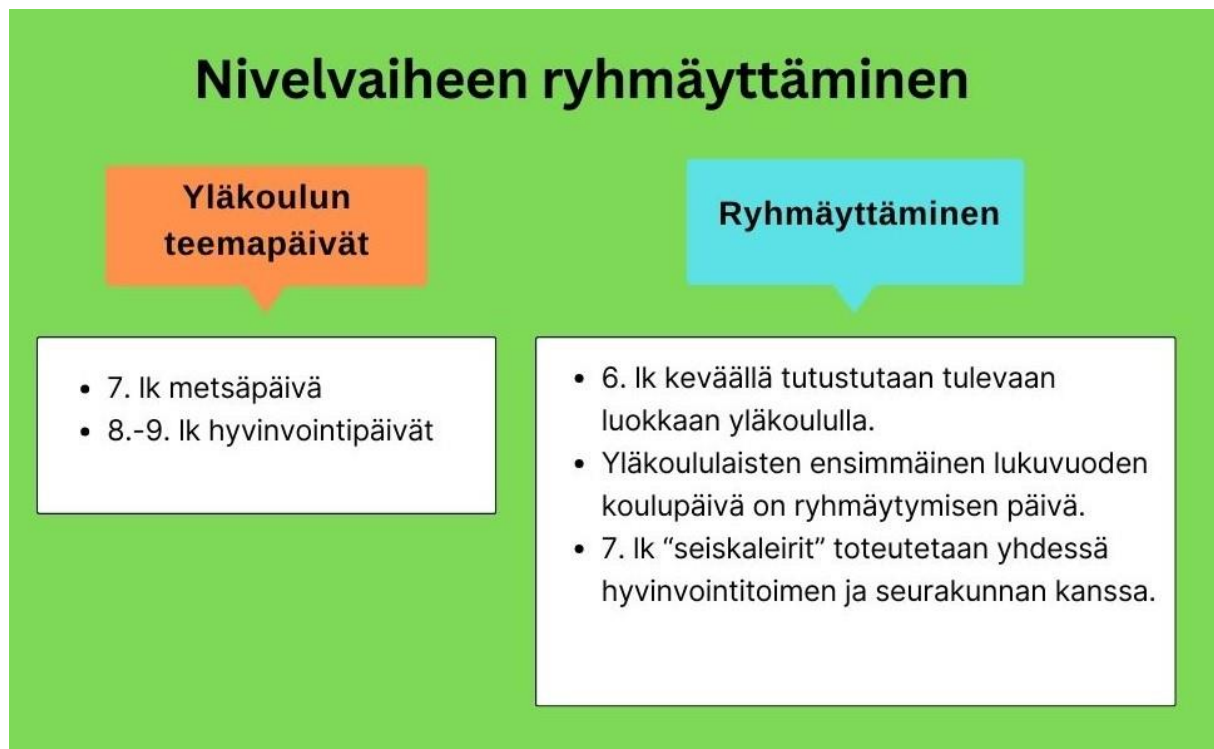 Nivelvaiheen ryhmäyttäminen
Yläkoulun
teemapäivät
• 7. lk metsäpäivä
• 8.-9. lk hyvinvointipäivät
Ryhmäyttäminen
• 6. lk keväällä tutustutaan tulevaan
luokkaan yläkoululla.
• Yläkoululaisten ensimmäinen lukuvuoden
koulupäivä on ryhmäytymisen päivä.
• 7. lk “seiskaleirit” toteutetaan yhdessä
hyvinvointitoimen ja seurakunnan kanssa.